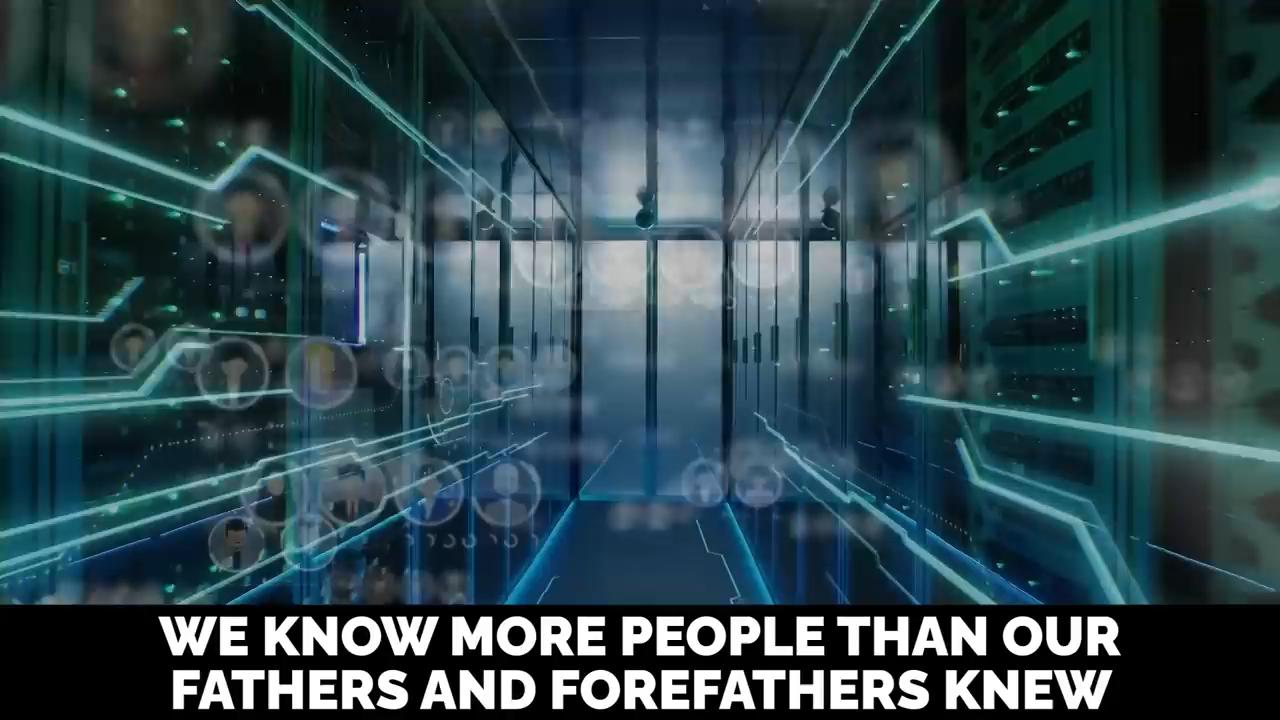 WE KNOW MORE PEOPLE THAN OUR
FATHERS AND FOREFATHERS KNEW